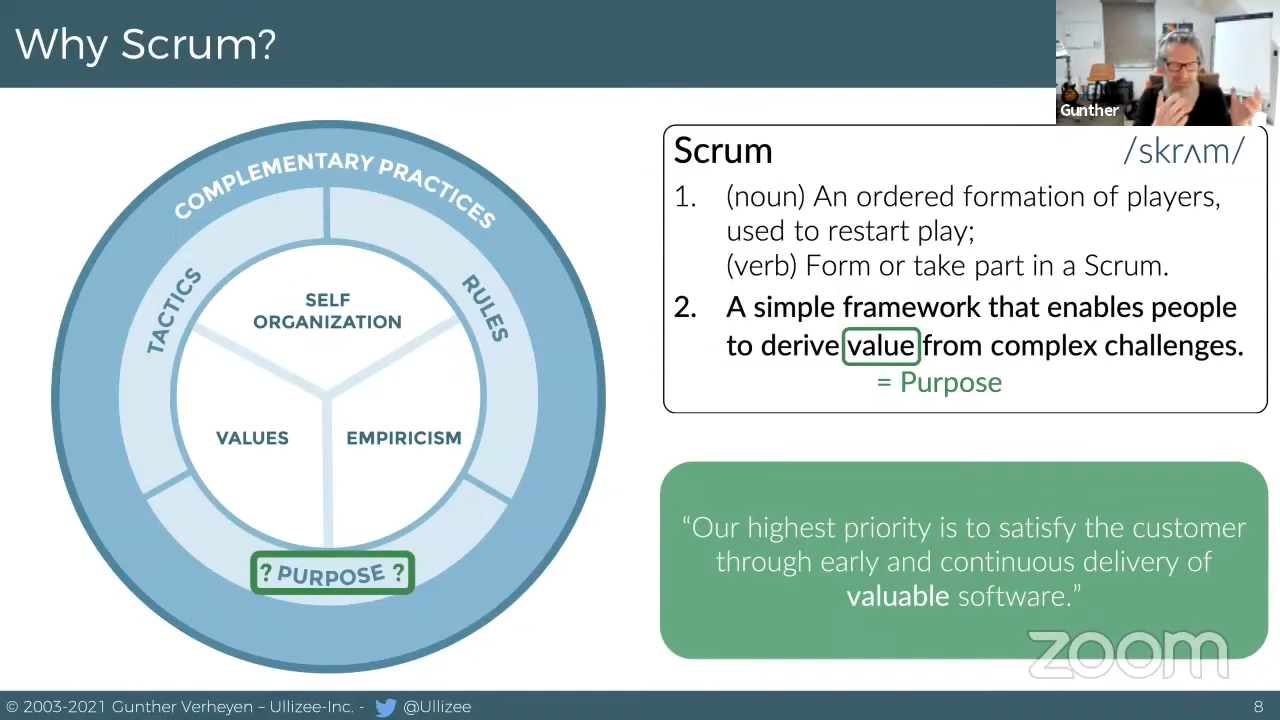 Why Scrum?
Gunther
COMPLEMENTARY PRACTICES
TACTICS
RULES
SELF
ORGANIZATION
VALUES
EMPIRICISM
? PURPOSE ?
Scrum /skrʌm/
1. (noun) An ordered formation of players,
used to restart play;
(verb) Form or take part in a Scrum.
2. A simple framework that enables people
to derive value from complex challenges.
= Purpose
“Our highest priority is to satisfy the customer
through early and continuous delivery of
valuable software.”
zoom
© 2003-2021 Gunther Verheyen – Ullizee-Inc. - @Ullizee
8